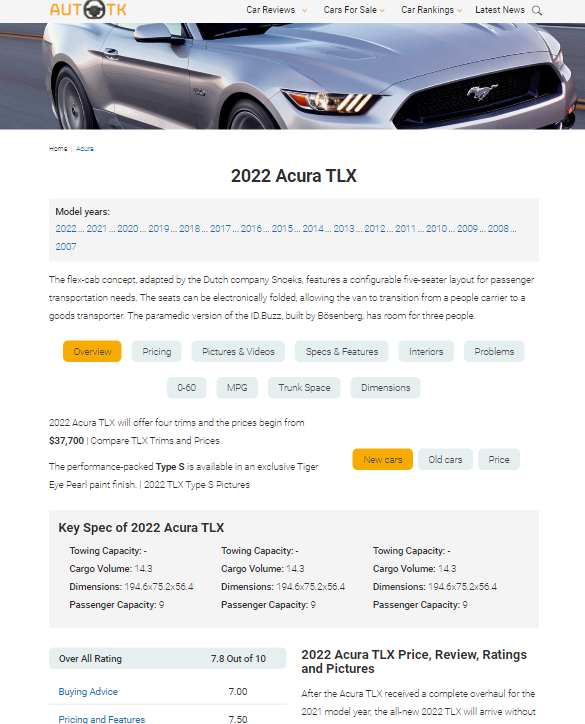 AUTOTK
Car Reviews Cars For Sale Car Rankings Latest News
Home / Acura
2022 Acura TLX
Model years:
2022... 2021... 2020... 2019... 2018... 2017... 2016... 2015... 2014... 2013... 2012... 2011... 2010... 2009... 2008...
2007
The flex-cab concept, adapted by the Dutch company Snoeks, features a configurable five-seater layout for passenger
transportation needs. The seats can be electronically folded, allowing the van to transition from a people carrier to a
goods transporter. The paramedic version of the ID.Buzz, built by Bösenberg, has room for three people.
Overview Pricing Pictures & Videos Specs & Features Interiors Problems
0-60 MPG Trunk Space Dimensions
2022 Acura TLX will offer four trims and the prices begin from
$37,700 | Compare TLX Trims and Prices
The performance-packed Type S is available in an exclusive Tiger
Eye Pearl paint finish. | 2022 TLX Type S Pictures
New cars Old cars Price
Key Spec of 2022 Acura TLX
Towing Capacity: - Towing Capacity: - Towing Capacity: -
Cargo Volume: 14.3 Cargo Volume: 14.3 Cargo Volume: 14.3
Dimensions: 194.6x75.2x56.4 Dimensions: 194.6x75.2x56.4 Dimensions: 194.6x75.2x56.4
Passenger Capacity: 9 Passenger Capacity: 9 Passenger Capacity: 9
Over All Rating 7.8 Out of 10
Buying Advice 7.00
Pricing and Features 7.50
2022 Acura TLX Price, Review, Ratings
and Pictures
After the Acura TLX received a complete overhaul for the
2021 model year, the all-new 2022 TLX will arrive without